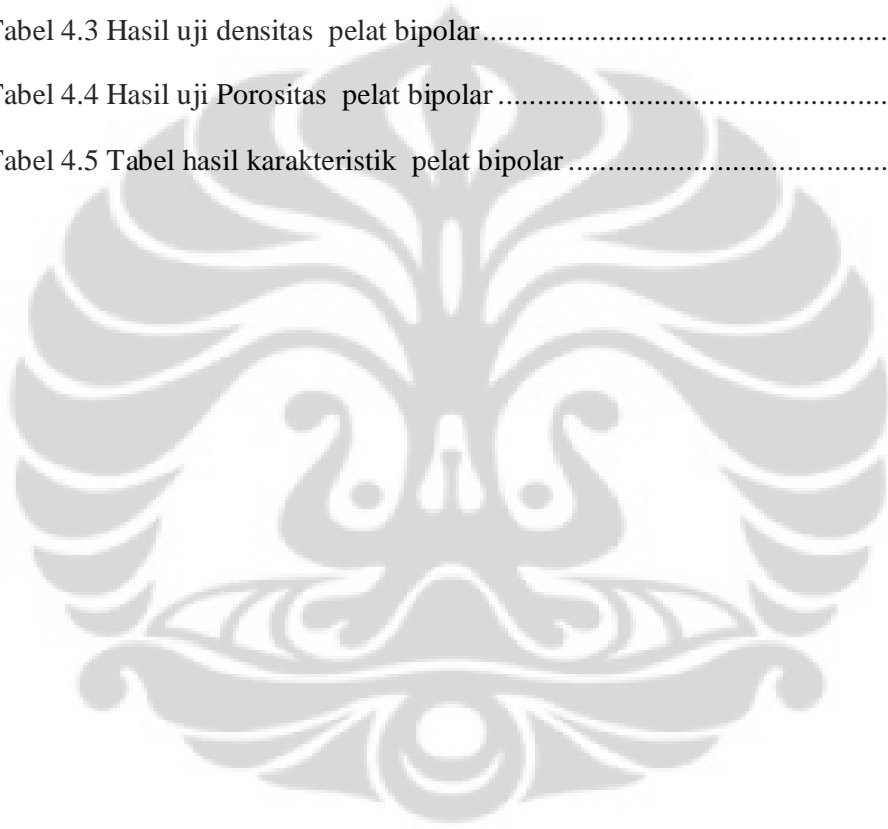 Tabel 4.3 Hasil uji densitas pelat bipolar................................................
Tabel 4.4 Hasil uji Porositas pelat bipolar ..............................................
Tabel 4.5 Tabel hasil karakteristik pelat bipolar .....................................